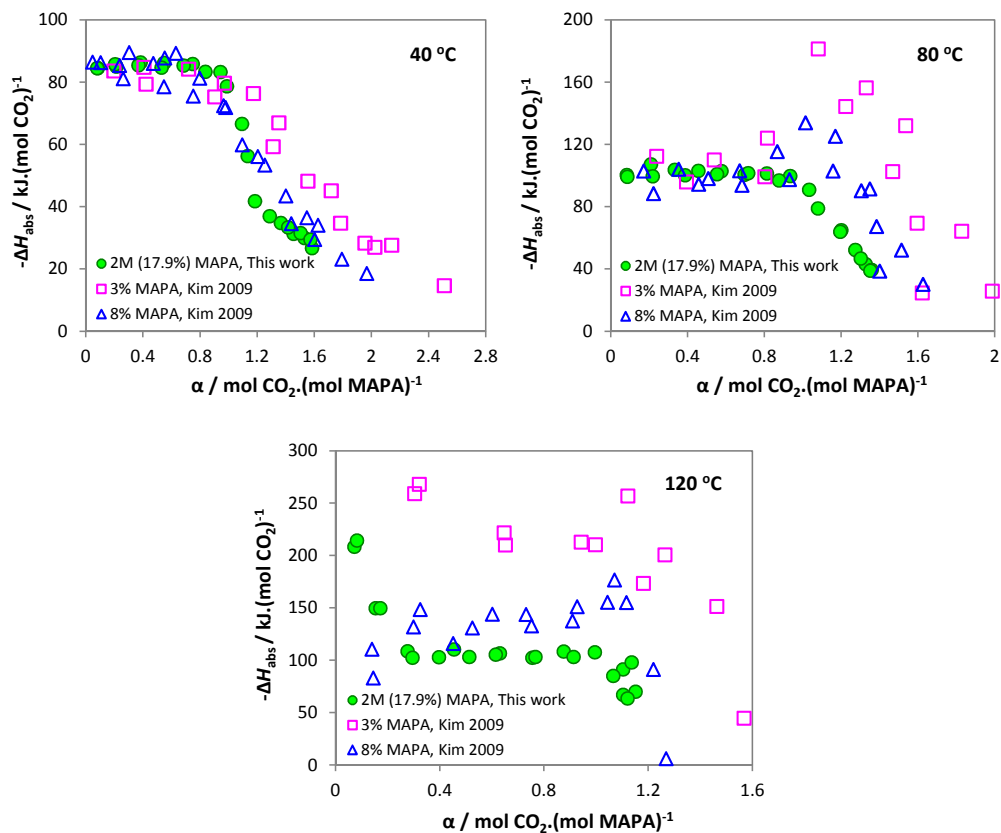 40 °C
-ΔHabs / kJ.(mol CO2)-1
100
80
60
40
20
0
2M (17.9%) MAPA, This work
3% MAPA, Kim 2009
8% MAPA, Kim 2009
0 0.4 0.8 1.2 1.6 2 2.4 2.8
α / mol CO2.(mol MAPA)-1
80 °C
-ΔHabs / kJ.(mol CO2)-1
200
160
120
80
40
0
2M (17.9%) MAPA, This work
3% MAPA, Kim 2009
8% MAPA, Kim 2009
0 0.4 0.8 1.2 1.6 2
α / mol CO2.(mol MAPA)-1
120 °C
-ΔHabs / kJ.(mol CO2)-1
300
250
200
150
100
50
0
2M (17.9%) MAPA, This work
3% MAPA, Kim 2009
8% MAPA, Kim 2009
0 0.4 0.8 1.2 1.6
α / mol CO2.(mol MAPA)-1